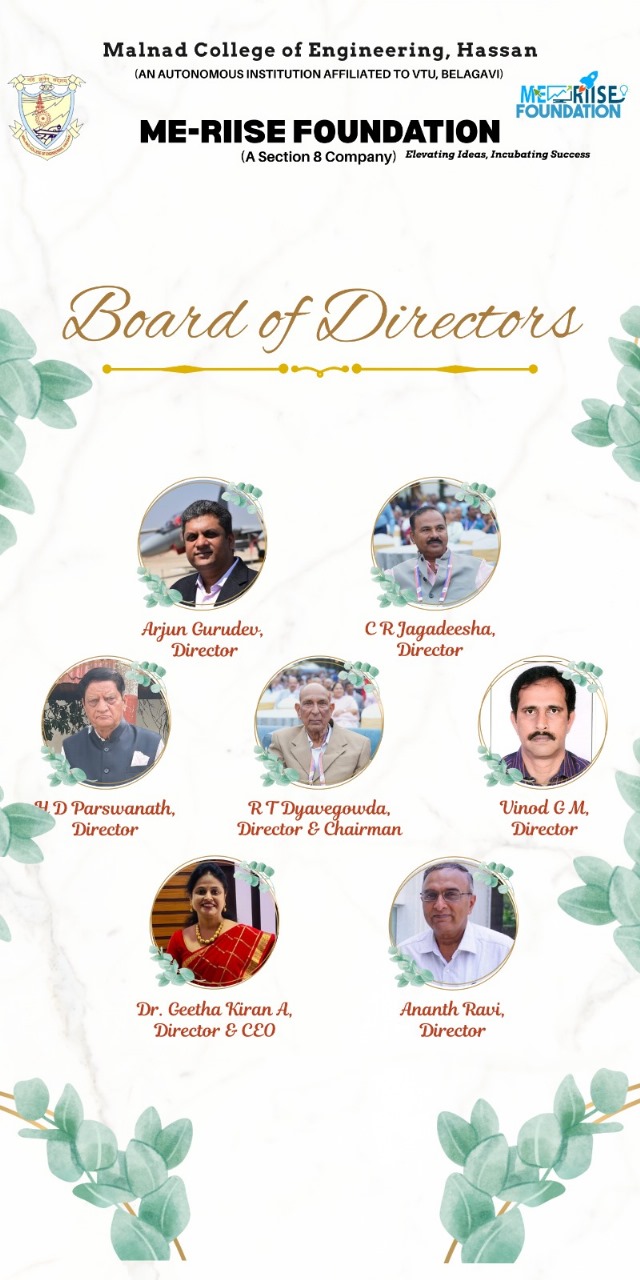 Malnad College of Engineering, Hassan
(AN AUTONOMOUS INSTITUTION AFFILIATED TO VTU, BELAGAVI)
ME-RIISE FOUNDATION
ME RIISE
FOUNDATION
(A Section 8 Company) Elevating Ideas, Incubating Success
Board of Directors
Arjun Gurudev,
Director
C R Jagadeesha,
Director
H D Parswanath,
Director
R T Dyavegowda,
Director & Chairman
Vinod G M,
Director
Dr. Geetha Kiran A,
Director & CEO
Ananth Ravi,
Director